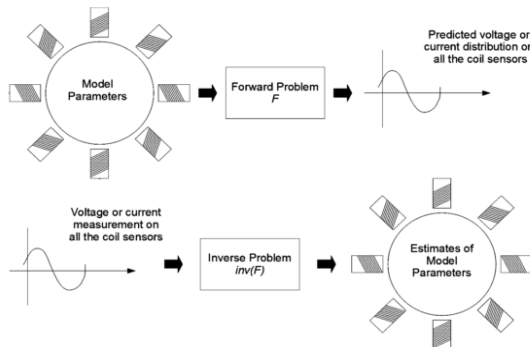 Model
Parameters
Forward Problem
F
Predicted voltage or
current distribution on
all the coil sensors
Voltage or current
measurement on
all the coil sensors
Inverse Problem
inv(F)
Estimates of
Model
Parameters